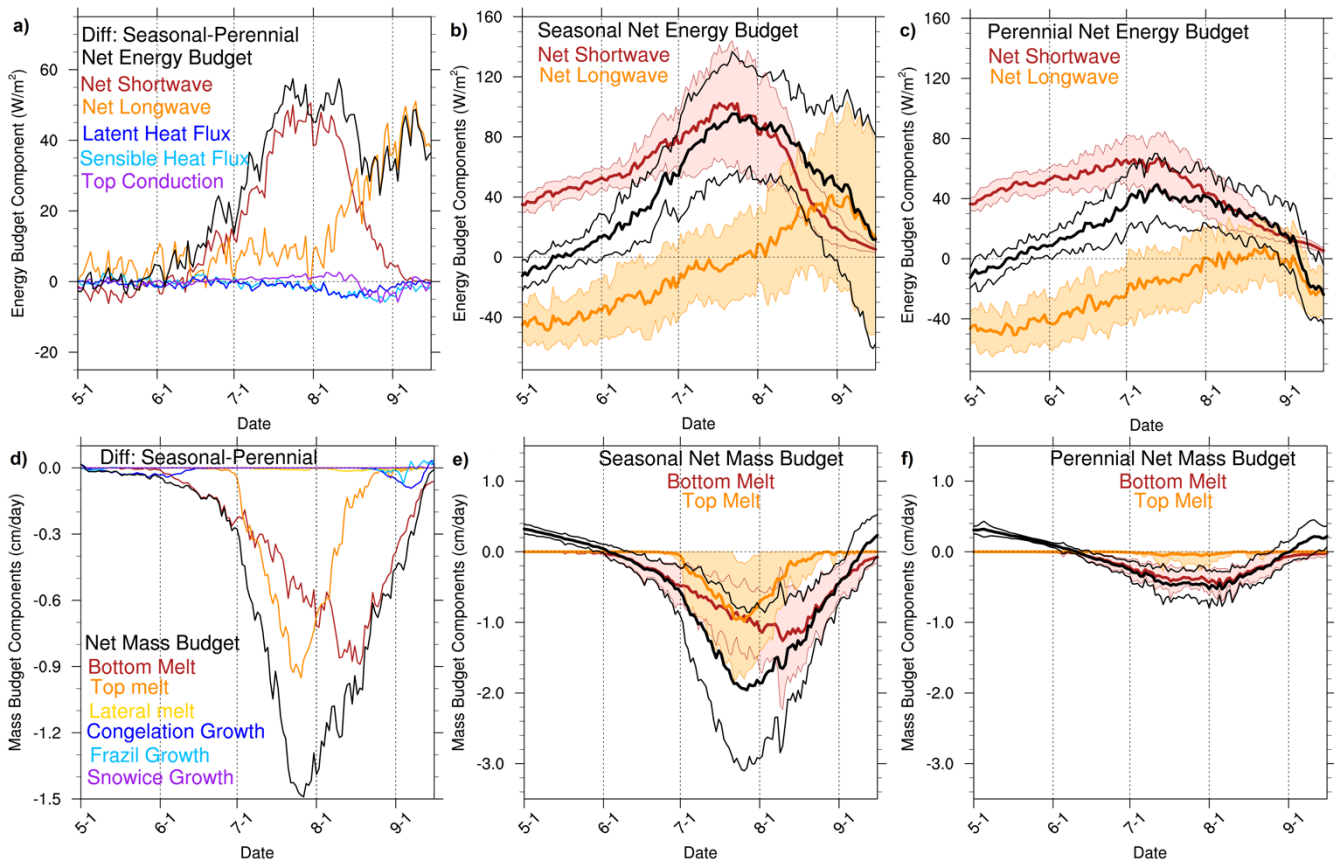 a)
Diff: Seasonal-Perennial
Net Energy Budget
Net Shortwave
Net Longwave
Latent Heat Flux
Sensible Heat Flux
Top Conduction
Energy Budget Components (W/m²)
60
40
20
0
-20
5-1
6-1
7-1
8-1
9-1
Date
b)
Seasonal Net Energy Budget
Net Shortwave
Net Longwave
Energy Budget Components (W/m²)
160
120
80
40
0
-40
5-1
6-1
7-1
8-1
9-1
Date
c)
Perennial Net Energy Budget
Net Shortwave
Net Longwave
Energy Budget Components (W/m²)
160
120
80
40
0
-40
5-1
6-1
7-1
8-1
9-1
Date
d)
Diff: Seasonal-Perennial
Net Mass Budget
Bottom Melt
Top melt
Lateral melt
Congelation Growth
Frazil Growth
Snowice Growth
Mass Budget Components (cm/day)
0.0
-0.3
-0.6
-0.9
-1.2
-1.5
5-1
6-1
7-1
8-1
9-1
Date
e)
Seasonal Net Mass Budget
Bottom Melt
Top Melt
Mass Budget Components (cm/day)
1.0
0.0
-1.0
-2.0
-3.0
5-1
6-1
7-1
8-1
9-1
Date
f)
Perennial Net Mass Budget
Bottom Melt
Top Melt
Mass Budget Components (cm/day)
1.0
0.0
-1.0
-2.0
-3.0
5-1
6-1
7-1
8-1
9-1
Date